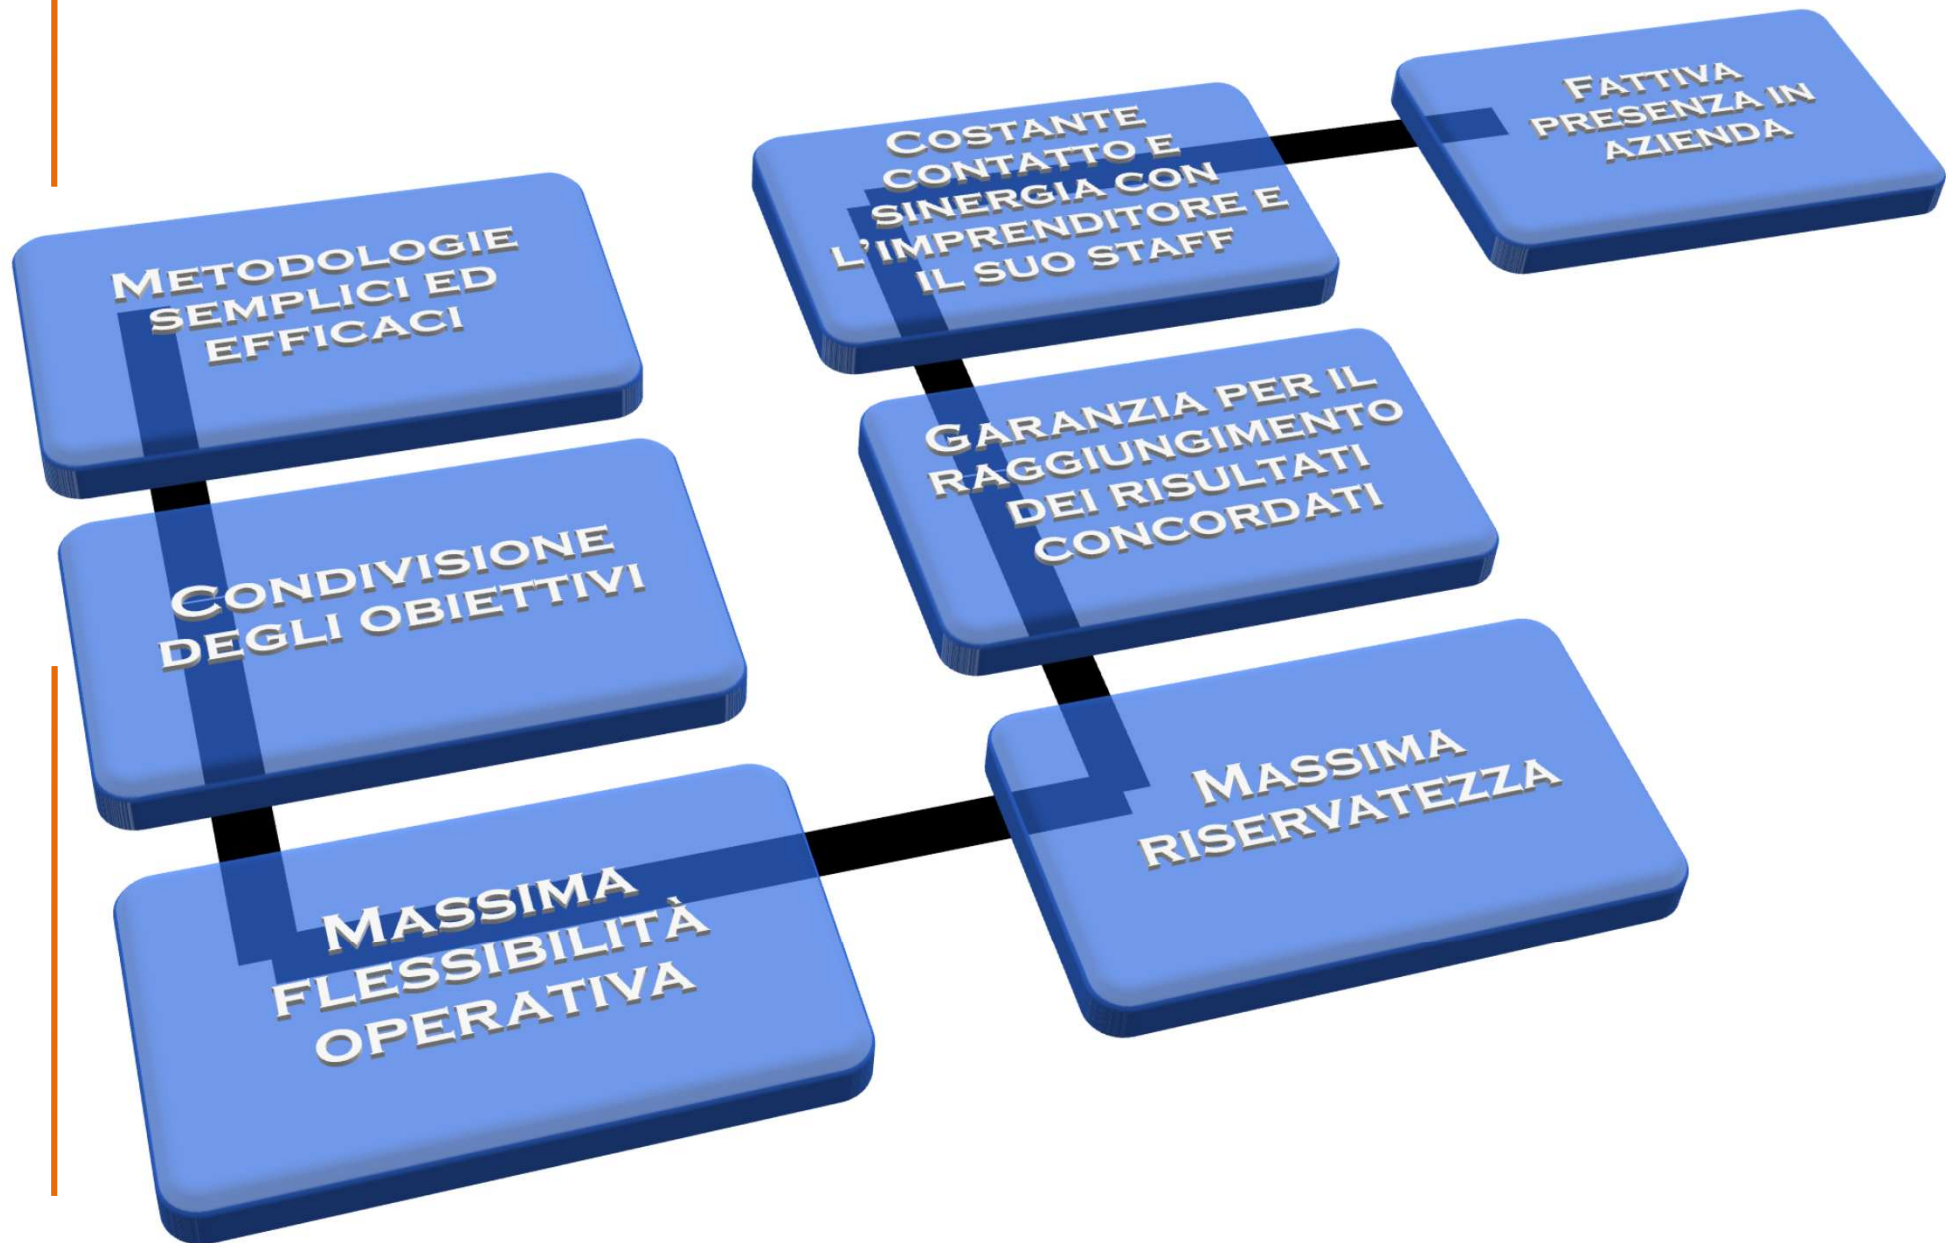 Metodologie
semplici ed
efficaci
Condivisione
degli obiettivi
Massima
flessibilità
operativa
Massima
riservatezza
Garanzia per il
raggiungimento
dei risultati
concordati
Costante
contatto e
sinergia con
l'imprenditore e
il suo staff
Fattiva
presenza in
azienda